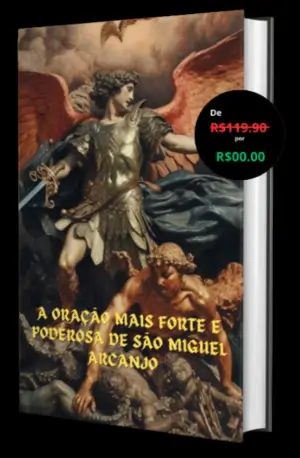 De
R$119.90
por
R$00.00
A ORAÇÃO MAIS FORTE E
PODEROSA DE SÃO MIGUEL
ARCANJO